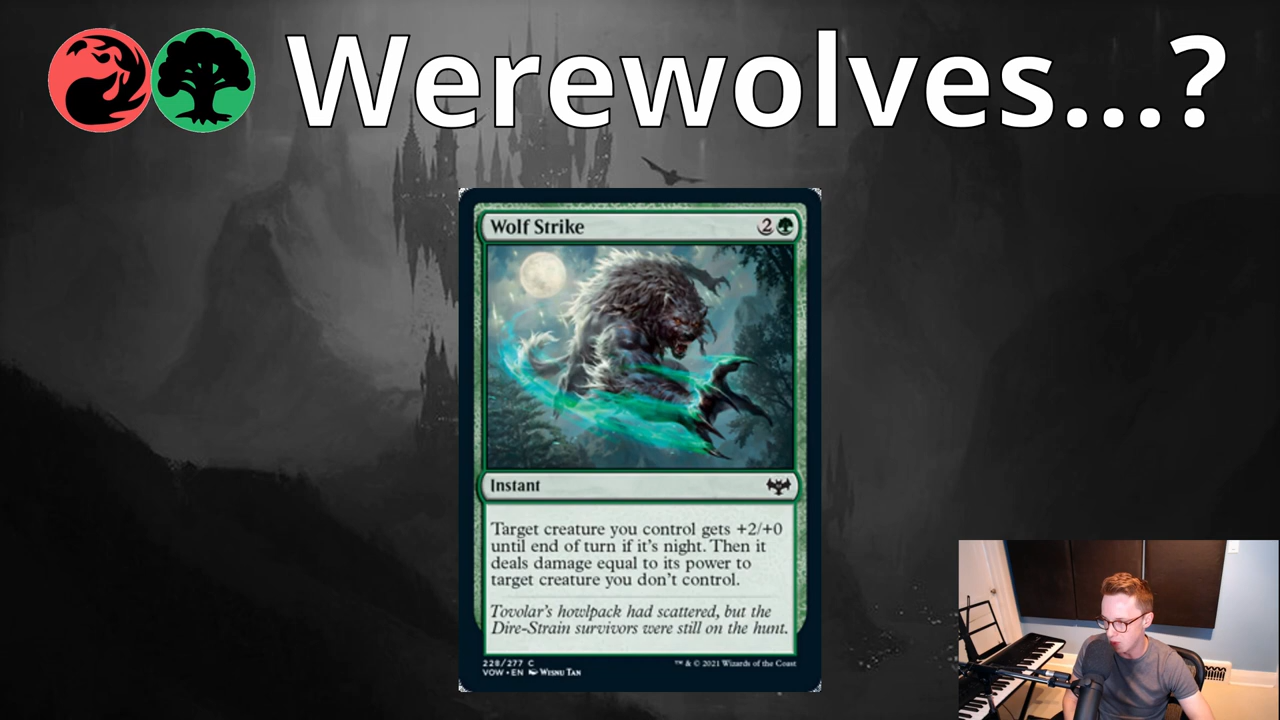 Werewolves...?
Wolf Strike 2
Instant
Target creature you control gets +2/+0
until end of turn if it's night. Then it
deals damage equal to its power to
target creature you don't control.
Tovolar's howlpack had scattered, but the
Dire-Strain survivors were still on the hunt.
228/277 C
™ & © 2021 Wizards of the Coast
VOW • EN Wisnu Tan